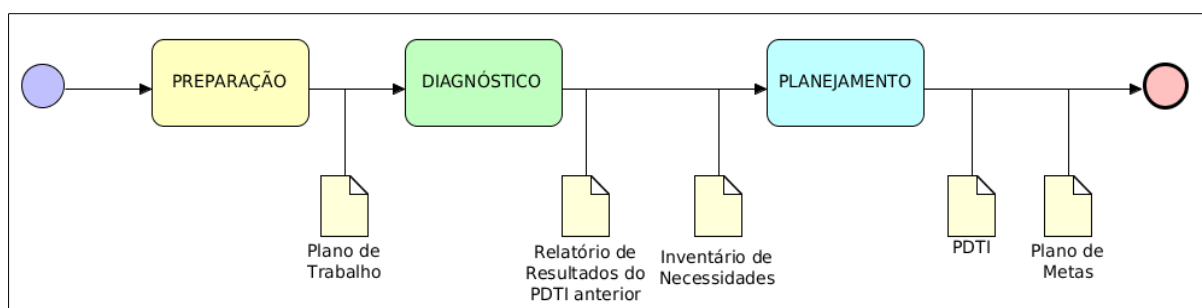 PREPARAÇÃO
DIAGNÓSTICO
PLANEJAMENTO
Plano de
Trabalho
Relatório de
Resultados do
PDTI anterior
Inventário de
Necessidades
PDTI
Plano de
Metas